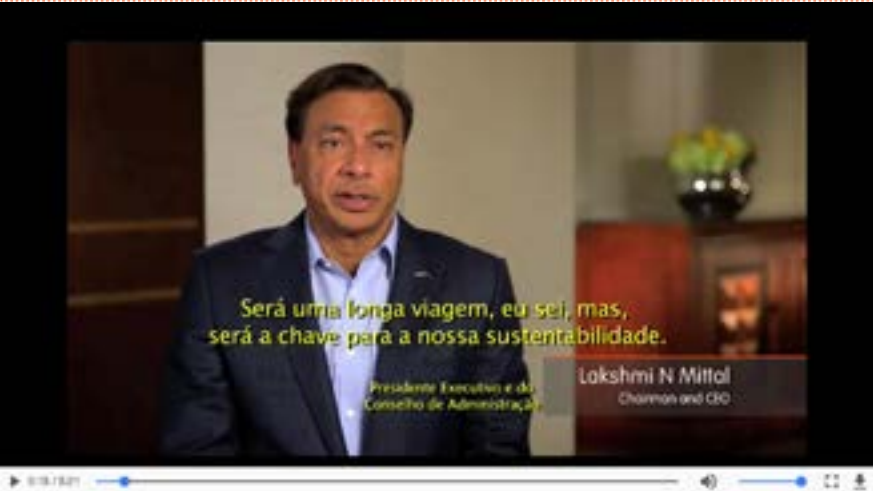 Será uma longa viagem, eu sei, mas,
será a chave para a nossa sustentabilidade.
Presidente Executivo e do
Conselho de Administração
Lakshmi N Mittal
Chairman and CEO